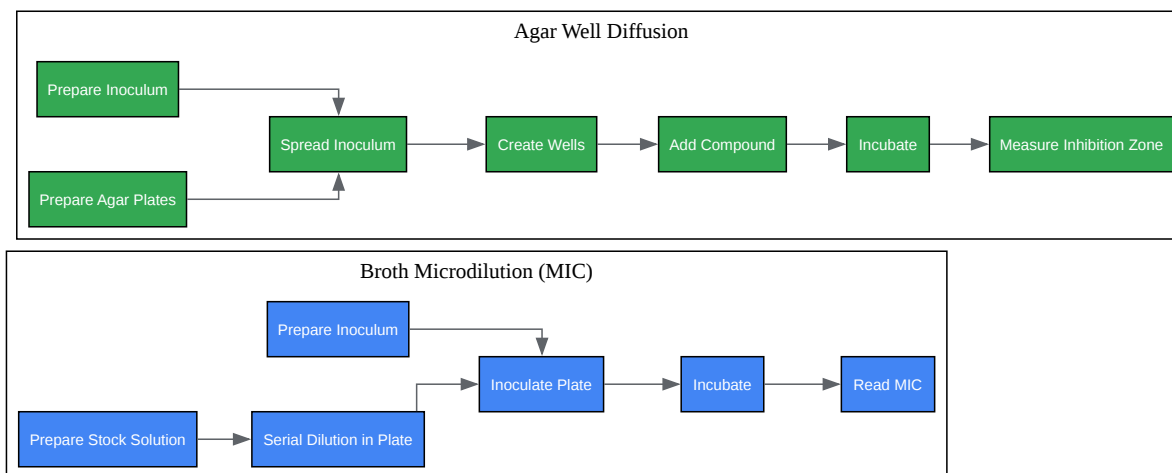 Agar Well Diffusion
Prepare Inoculum
Spread Inoculum
Create Wells
Add Compound
Incubate
Measure Inhibition Zone
Prepare Agar Plates
Broth Microdilution (MIC)
Prepare Inoculum
Inoculate Plate
Incubate
Read MIC
Prepare Stock Solution
Serial Dilution in Plate